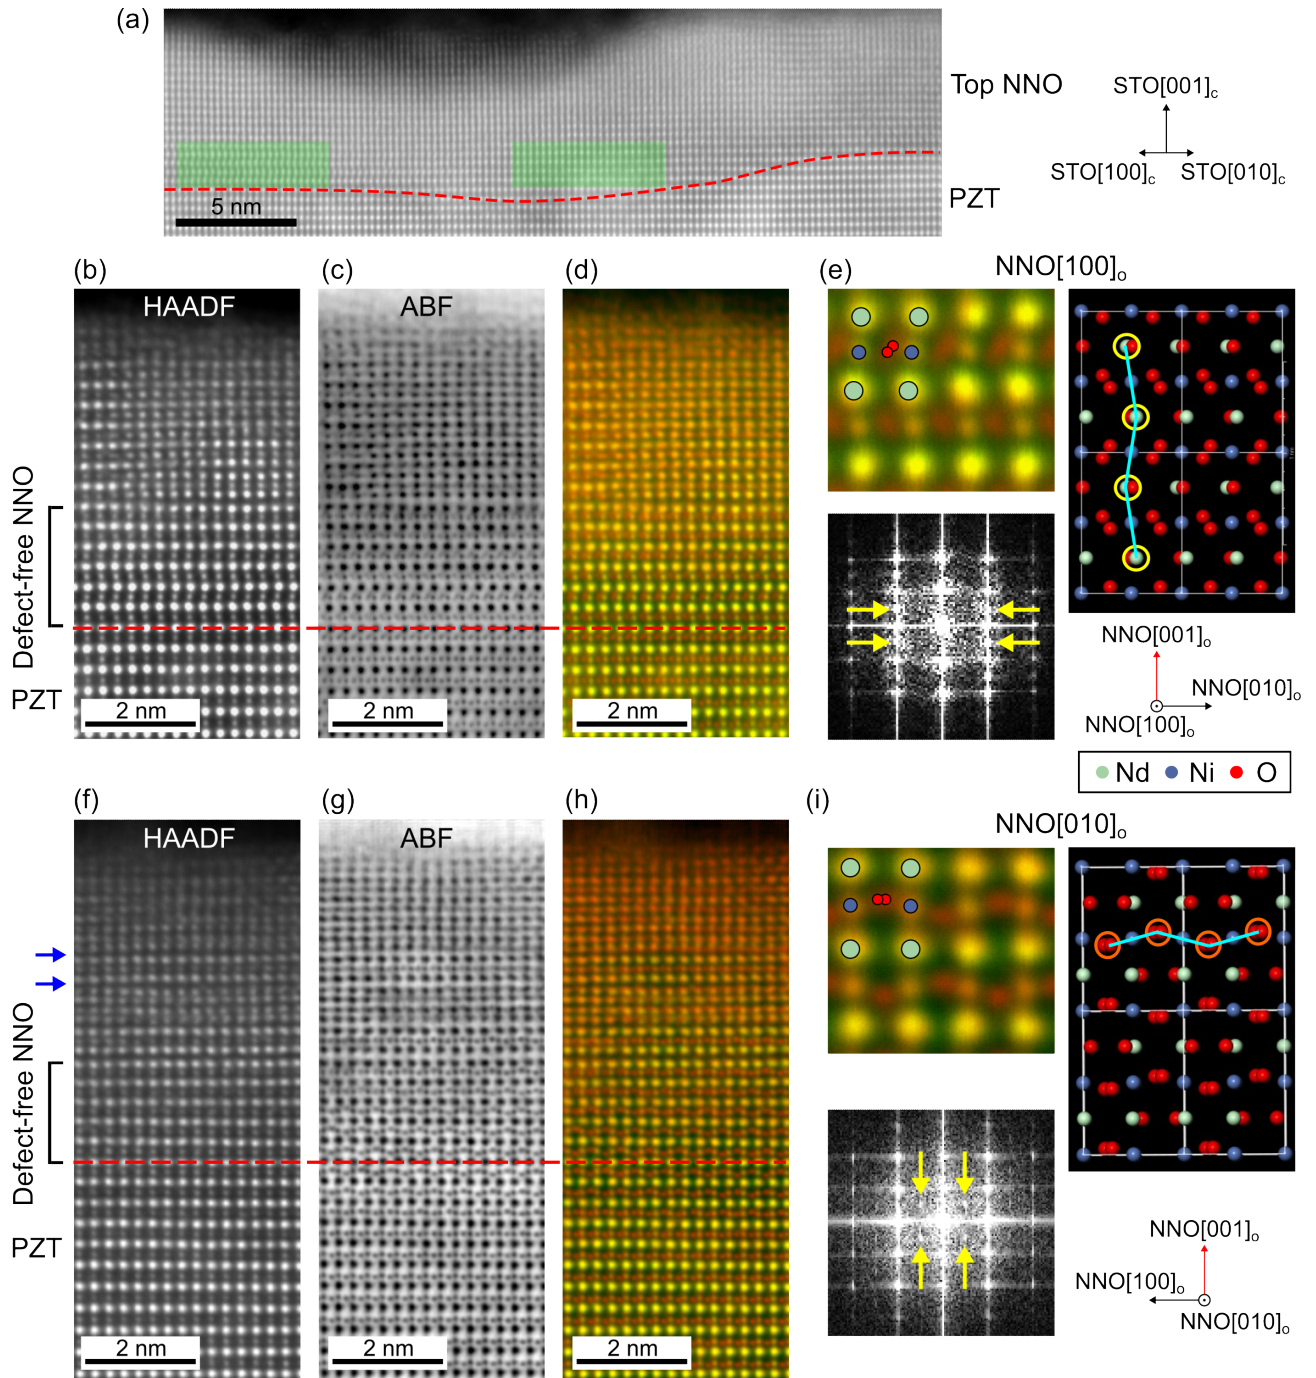 (a)
Top NNO
PZT
5 nm
STO[001]c
STO[100]c STO[010]c
(b) (c) (d) (e)
HAADF ABF
NNO[100]o
Defect-free NNO
PZT
2 nm 2 nm 2 nm
NNO[001]o
NNO[010]o
NNO[100]o
Nd Ni O
(f) (g) (h) (i)
HAADF ABF
NNO[010]o
Defect-free NNO
PZT
2 nm 2 nm 2 nm
NNO[001]o
NNO[100]o
NNO[010]o